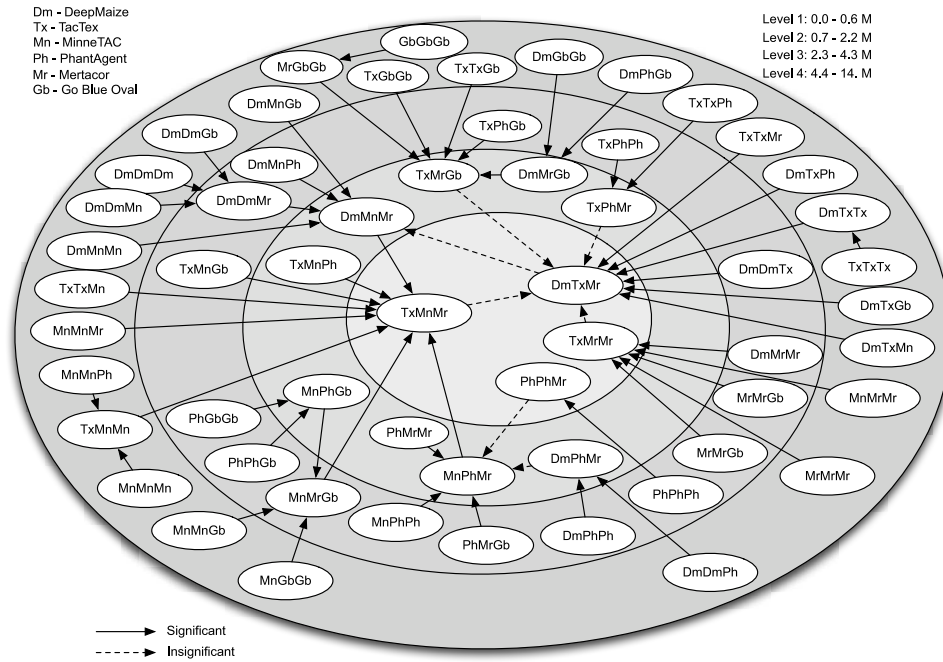 Dm - DeepMaize
Tx - TacTex
Mn - MinneTAC
Ph - PhantAgent
Mr - Mertacor
Gb - Go Blue Oval
Level 1: 0.0 - 0.6 M
Level 2: 0.7 - 2.2 M
Level 3: 2.3 - 4.3 M
Level 4: 4.4 - 14. M
GbGbGb
MrGbGb
TxGbGb
TxTxGb
DmGbGb
DmPhGb
DmMnGb
TxTxPh
DmDmGb
TxPhGb
TxPhPh
TxTxMr
DmDmDm
DmMnPh
TxMrGb
DmMrGb
DmTxPh
DmDmMn
DmDmMr
DmMnMr
TxPhMr
DmTxTx
DmMnMn
TxMnGb
TxMnPh
DmTxMr
DmDmTx
TxTxTx
TxTxMn
TxMnMr
DmTxGb
MnMnMr
TxMrMr
DmMrMr
DmTxMn
MnMnPh
MnPhGb
PhPhMr
MrMrGb
MnMrMr
PhGbGb
TxMnMn
PhMrMr
PhPhGb
DmPhMr
MrMrGb
MrMrMr
MnMnMn
MnMrGb
MnPhMr
PhPhPh
MnMnGb
MnPhPh
PhMrGb
DmPhPh
MnGbGb
DmDmPh
Significant
Insignificant